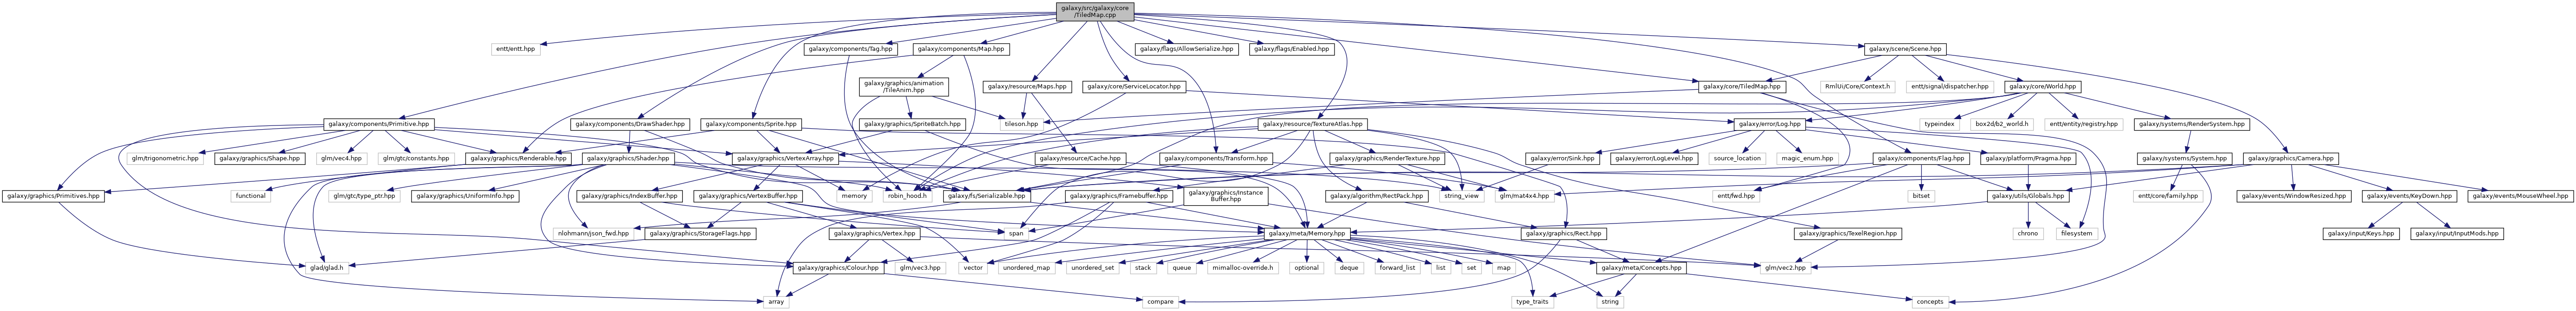 galaxy/src/galaxy/core
/TiledMap.cpp
entt/entt.hpp
galaxy/components/Tag.hpp
galaxy/components/Map.hpp
galaxy/flags/AllowSerialize.hpp
galaxy/flags/Enabled.hpp
galaxy/scene/Scene.hpp
galaxy/graphics/animation
/TileAnim.hpp
galaxy/resource/Maps.hpp
galaxy/core/ServiceLocator.hpp
galaxy/core/TiledMap.hpp
RmlUi/Core/Context.h
entt/signal/dispatcher.hpp
galaxy/core/World.hpp
galaxy/components/Primitive.hpp
galaxy/components/DrawShader.hpp
galaxy/components/Sprite.hpp
galaxy/graphics/SpriteBatch.hpp
tileson.hpp
galaxy/resource/TextureAtlas.hpp
galaxy/error/Log.hpp
typeindex
box2d/b2_world.h
entt/entity/registry.hpp
galaxy/systems/RenderSystem.hpp
glm/trigonometric.hpp
galaxy/graphics/Shape.hpp
glm/vec4.hpp
glm/gtc/constants.hpp
galaxy/graphics/Renderable.hpp
galaxy/graphics/Shader.hpp
galaxy/graphics/VertexArray.hpp
galaxy/resource/Cache.hpp
galaxy/components/Transform.hpp
galaxy/graphics/RenderTexture.hpp
galaxy/error/Sink.hpp
galaxy/error/LogLevel.hpp
source_location
magic_enum.hpp
galaxy/components/Flag.hpp
galaxy/platform/Pragma.hpp
galaxy/systems/System.hpp
galaxy/graphics/Camera.hpp
galaxy/graphics/Primitives.hpp
functional
glm/gtc/type_ptr.hpp
galaxy/graphics/UniformInfo.hpp
galaxy/graphics/IndexBuffer.hpp
galaxy/graphics/VertexBuffer.hpp
memory
robin_hood.h
galaxy/fs/Serializable.hpp
galaxy/graphics/Framebuffer.hpp
galaxy/graphics/Instance
Buffer.hpp
galaxy/algorithm/RectPack.hpp
string_view
glm/mat4x4.hpp
entt/fwd.hpp
bitset
galaxy/utils/Globals.hpp
entt/core/family.hpp
galaxy/events/WindowResized.hpp
galaxy/events/KeyDown.hpp
galaxy/events/MouseWheel.hpp
nlohmann/json_fwd.hpp
galaxy/graphics/StorageFlags.hpp
galaxy/graphics/Vertex.hpp
span
galaxy/meta/Memory.hpp
galaxy/graphics/Rect.hpp
galaxy/graphics/TexelRegion.hpp
chrono
filesystem
galaxy/input/Keys.hpp
galaxy/input/InputMods.hpp
glad/glad.h
galaxy/graphics/Colour.hpp
glm/vec3.hpp
vector
unordered_map
unordered_set
stack
queue
mimalloc-override.h
optional
deque
forward_list
list
set
map
galaxy/meta/Concepts.hpp
glm/vec2.hpp
array
compare
type_traits
string
concepts